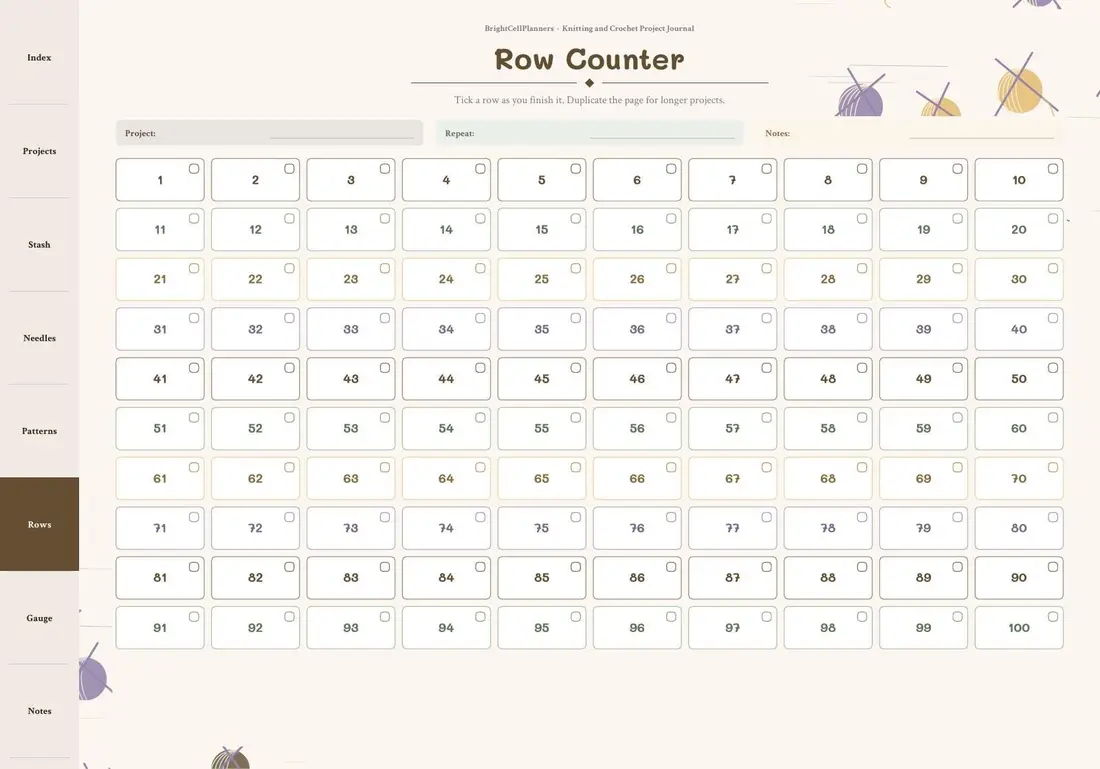 Index
Projects
Stash
Needles
Patterns
Rows
Gauge
Notes
BrightCellPlanners · Knitting and Crochet Project Journal
Row Counter
Tick a row as you finish it. Duplicate the page for longer projects.
Project: Repeat: Notes:
1 2 3 4 5 6 7 8 9 10
11 12 13 14 15 16 17 18 19 20
21 22 23 24 25 26 27 28 29 30
31 32 33 34 35 36 37 38 39 40
41 42 43 44 45 46 47 48 49 50
51 52 53 54 55 56 57 58 59 60
61 62 63 64 65 66 67 68 69 70
71 72 73 74 75 76 77 78 79 80
81 82 83 84 85 86 87 88 89 90
91 92 93 94 95 96 97 98 99 100